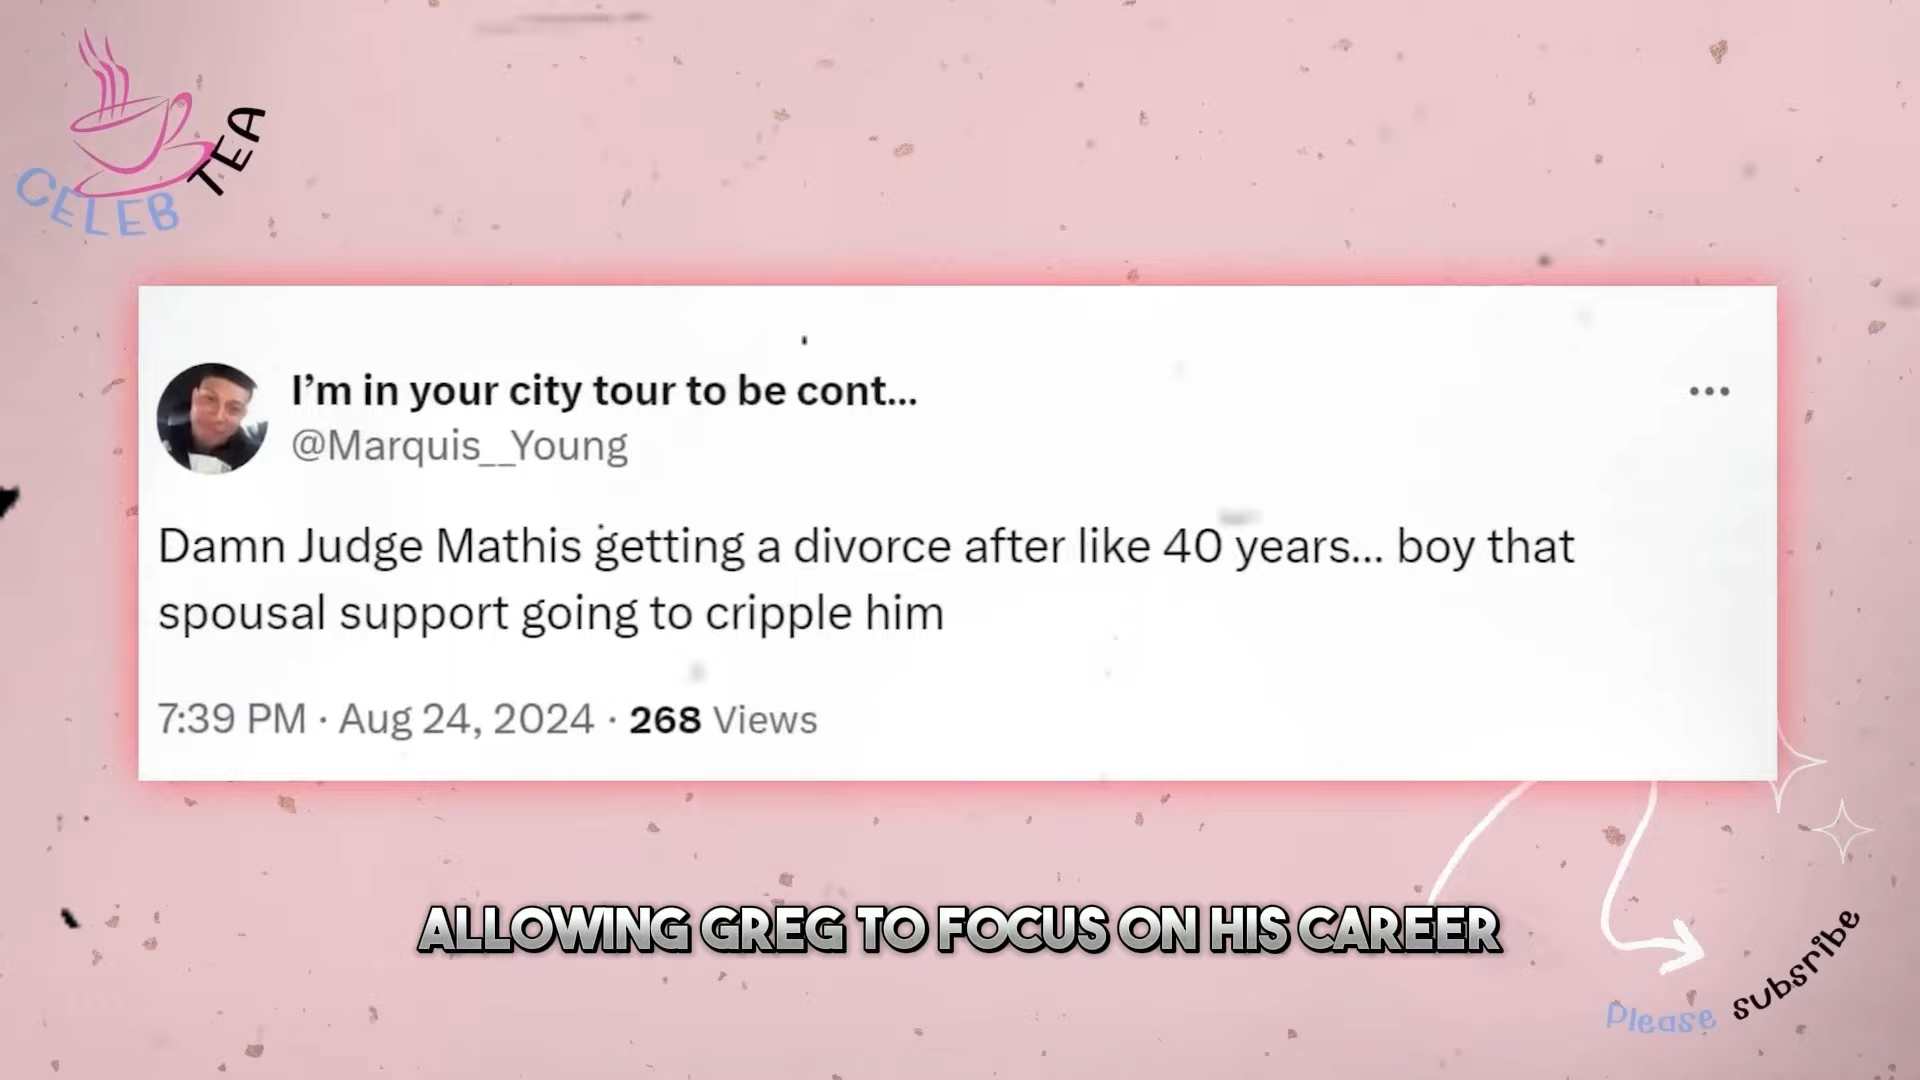 CELEB TEA
I'm in your city tour to be cont...
@Marquis__Young
Damn Judge Mathis getting a divorce after like 40 years... boy that
spousal support going to cripple him
7:39 PM · Aug 24, 2024 · 268 Views
ALLOWING GREG TO FOCUS ON HIS CAREER
Please subsribe